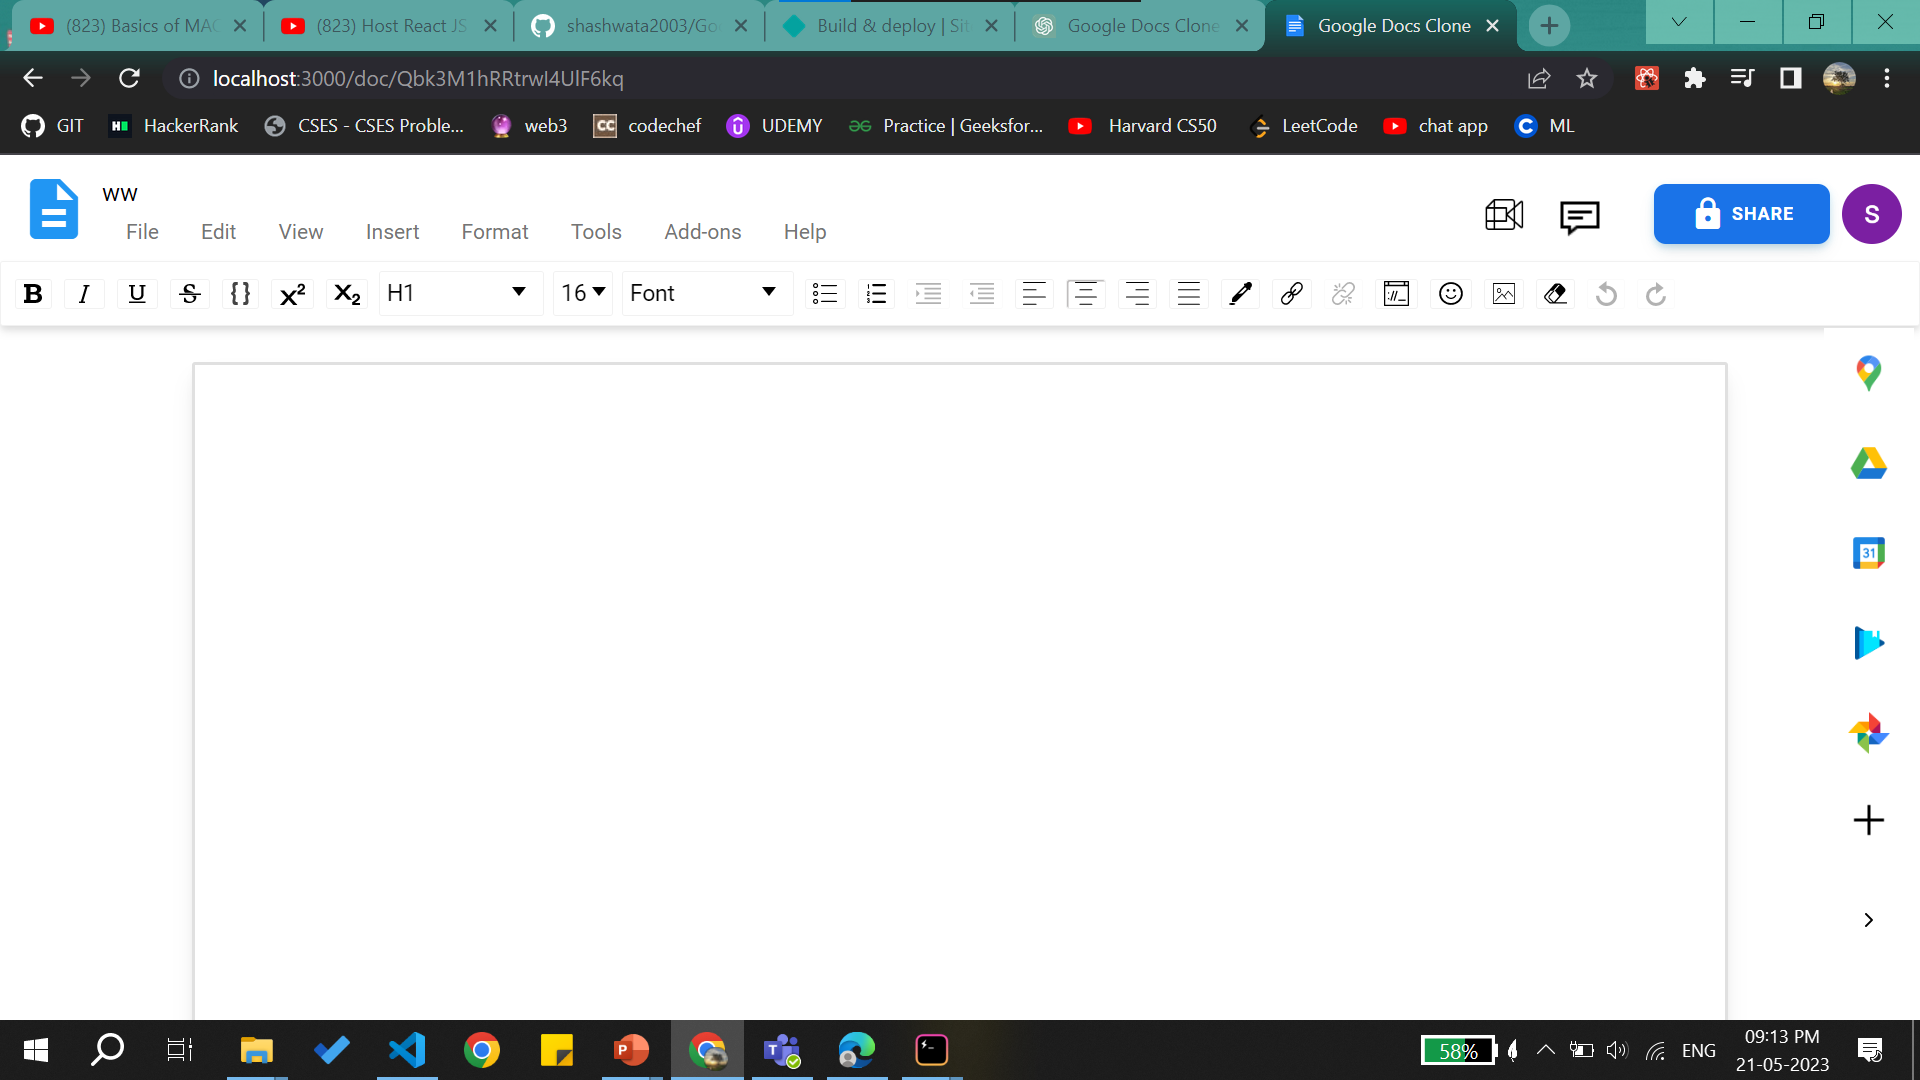 (823) Basics of MAC
(823) Host React JS
shashwata2003/Go
Build & deploy | Sit
Google Docs Clone
Google Docs Clone
localhost:3000/doc/Qbk3M1hRRtrwI4UlF6kq
GIT
HackerRank
CSES - CSES Proble...
web3
codechef
UDEMY
Practice | Geeksfor...
Harvard CS50
LeetCode
chat app
ML
ww
File Edit View Insert Format Tools Add-ons Help
SHARE
S
B I U S {} X2 X2 H1 16 Font
31
58%
ENG
09:13 PM
21-05-2023